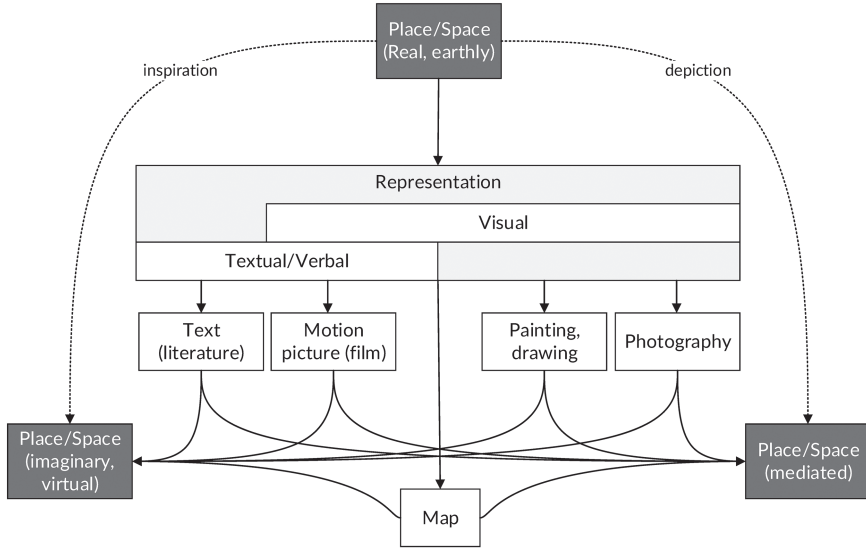 Place/Space
(Real, earthly)
inspiration
depiction
Representation
Visual
Textual/Verbal
Text
(literature)
Motion
picture (film)
Painting,
drawing
Photography
Place/Space
(imaginary,
virtual)
Place/Space
(mediated)
Map